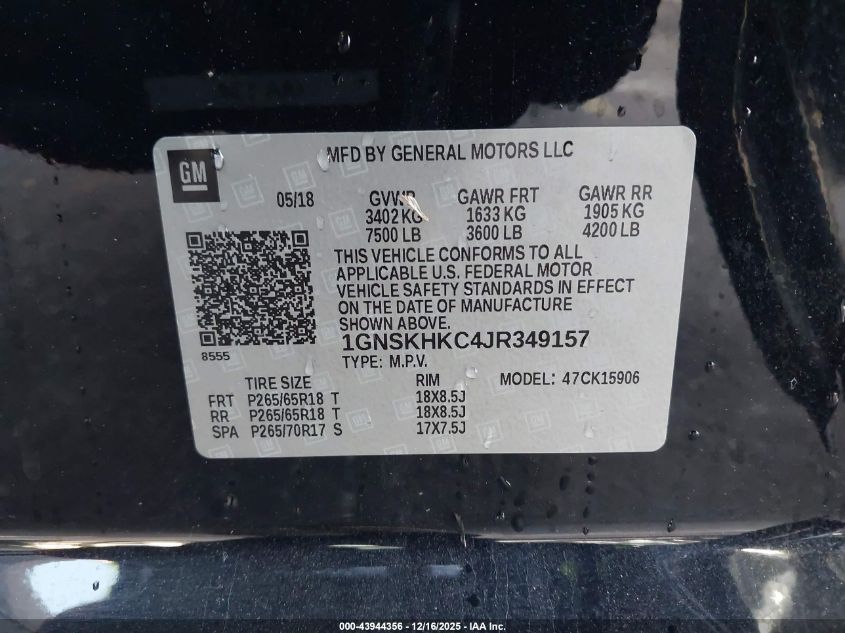 GM
MFD BY GENERAL MOTORS LLC
05/18 GVWR GAWR FRT GAWR RR
3402 KG 1633 KG 1905 KG
7500 LB 3600 LB 4200 LB
THIS VEHICLE CONFORMS TO ALL
APPLICABLE U.S. FEDERAL MOTOR
VEHICLE SAFETY STANDARDS IN EFFECT
ON THE DATE OF MANUFACTURE
SHOWN ABOVE.
8555
1GNSKHKC4JR349157
TYPE: M.P.V.
TIRE SIZE RIM MODEL: 47CK15906
FRT P265/65R18 T 18X8.5J
RR P265/65R18 T 18X8.5J
SPA P265/70R17 S 17X7.5J
000-43944356 - 12/16/2025 - IAA Inc.